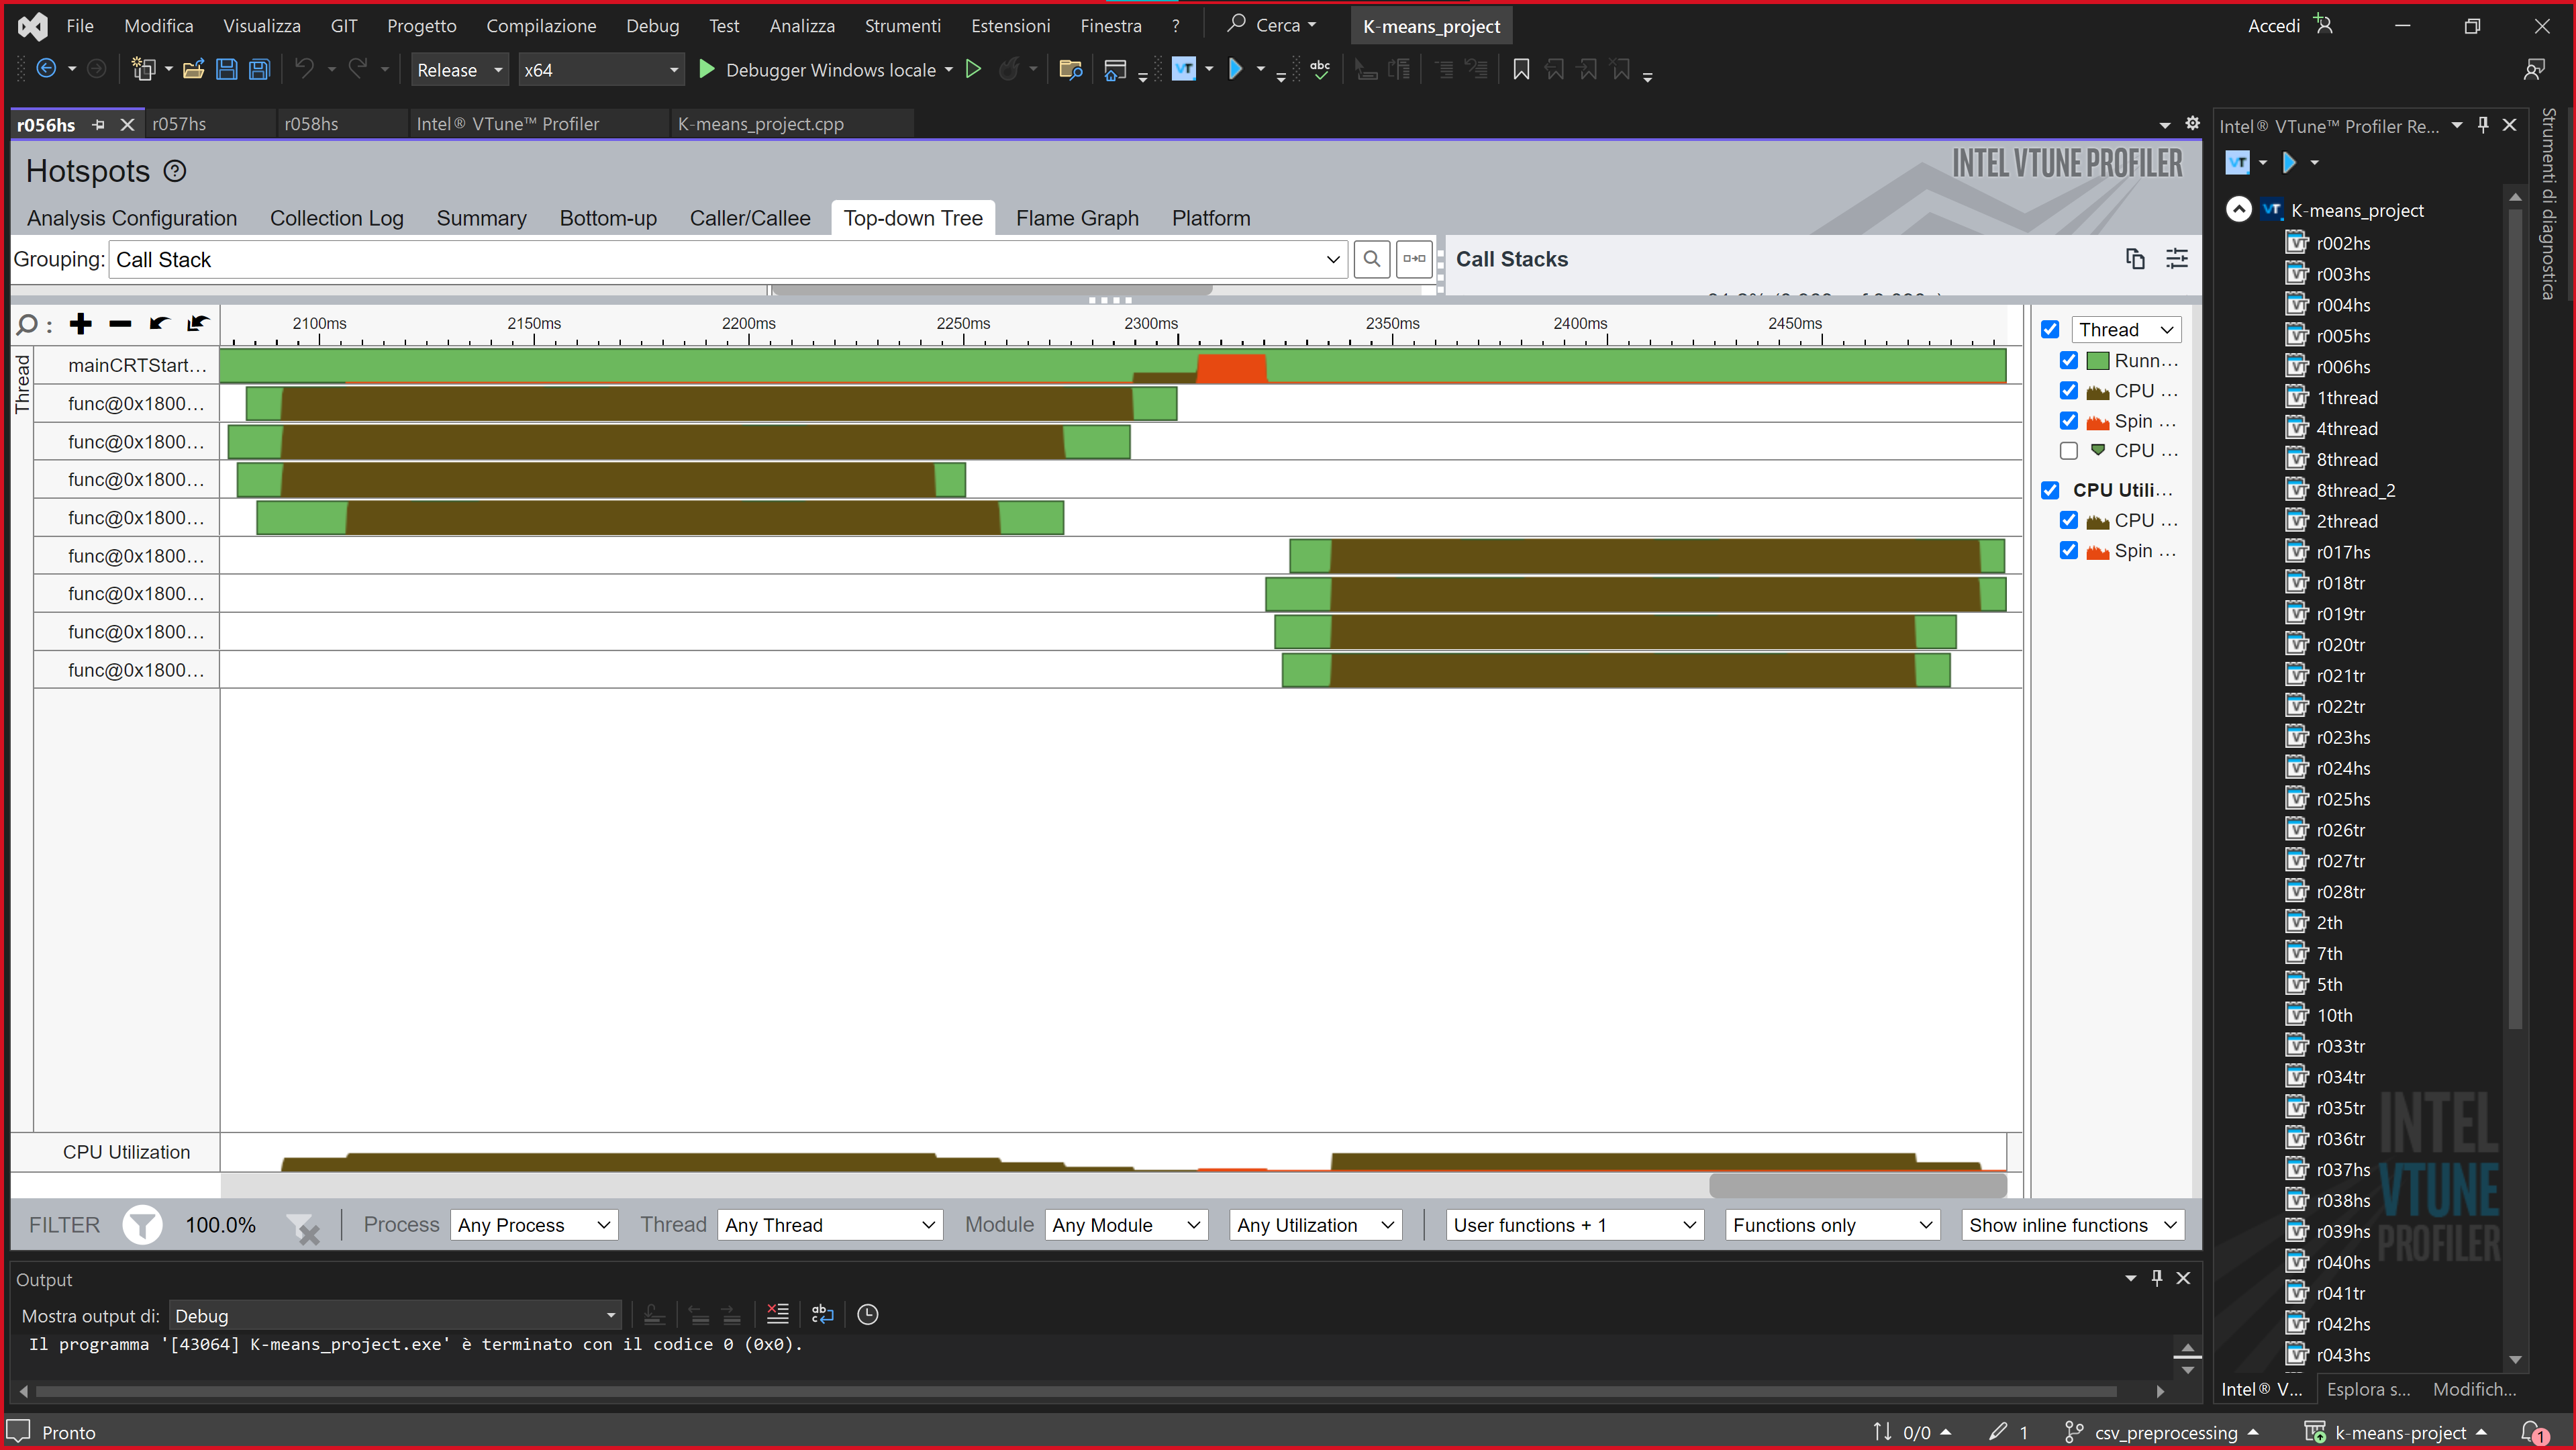 File Modifica Visualizza GIT Progetto Compilazione Debug Test Analizza Strumenti Estensioni Finestra ? Cerca K-means_project Accedi
Release x64 Debugger Windows locale VT abc
r056hs r057hs r058hs Intel® VTune™ Profiler K-means_project.cpp
Hotspots
INTEL VTUNE PROFILER
Analysis Configuration Collection Log Summary Bottom-up Caller/Callee Top-down Tree Flame Graph Platform
Grouping: Call Stack
Call Stacks
2100ms 2150ms 2200ms 2250ms 2300ms 2350ms 2400ms 2450ms
Thread
mainCRTStart...
func@0x1800...
func@0x1800...
func@0x1800...
func@0x1800...
func@0x1800...
func@0x1800...
func@0x1800...
func@0x1800...
CPU Utilization
Thread
Runn...
CPU ...
Spin ...
CPU ...
CPU Utili...
CPU ...
Spin ...
FILTER 100.0% Process Any Process Thread Any Thread Module Any Module Any Utilization User functions + 1 Functions only Show inline functions
Output
Mostra output di: Debug
Il programma '[43064] K-means_project.exe' è terminato con il codice 0 (0x0).
Intel® VTune™ Profiler Re...
VT
K-means_project
r002hs
r003hs
r004hs
r005hs
r006hs
1thread
4thread
8thread
8thread_2
2thread
r017hs
r018tr
r019tr
r020tr
r021tr
r022tr
r023hs
r024hs
r025hs
r026tr
r027tr
r028tr
2th
7th
5th
10th
r033tr
r034tr
r035tr
r036tr
r037hs
r038hs
r039hs
r040hs
r041tr
r042hs
r043hs
INTEL
VTUNE
PROFILER
Intel® V... Esplora s... Modifich...
Strumenti di diagnostica
Pronto 0/0 1 csv_preprocessing k-means-project 1